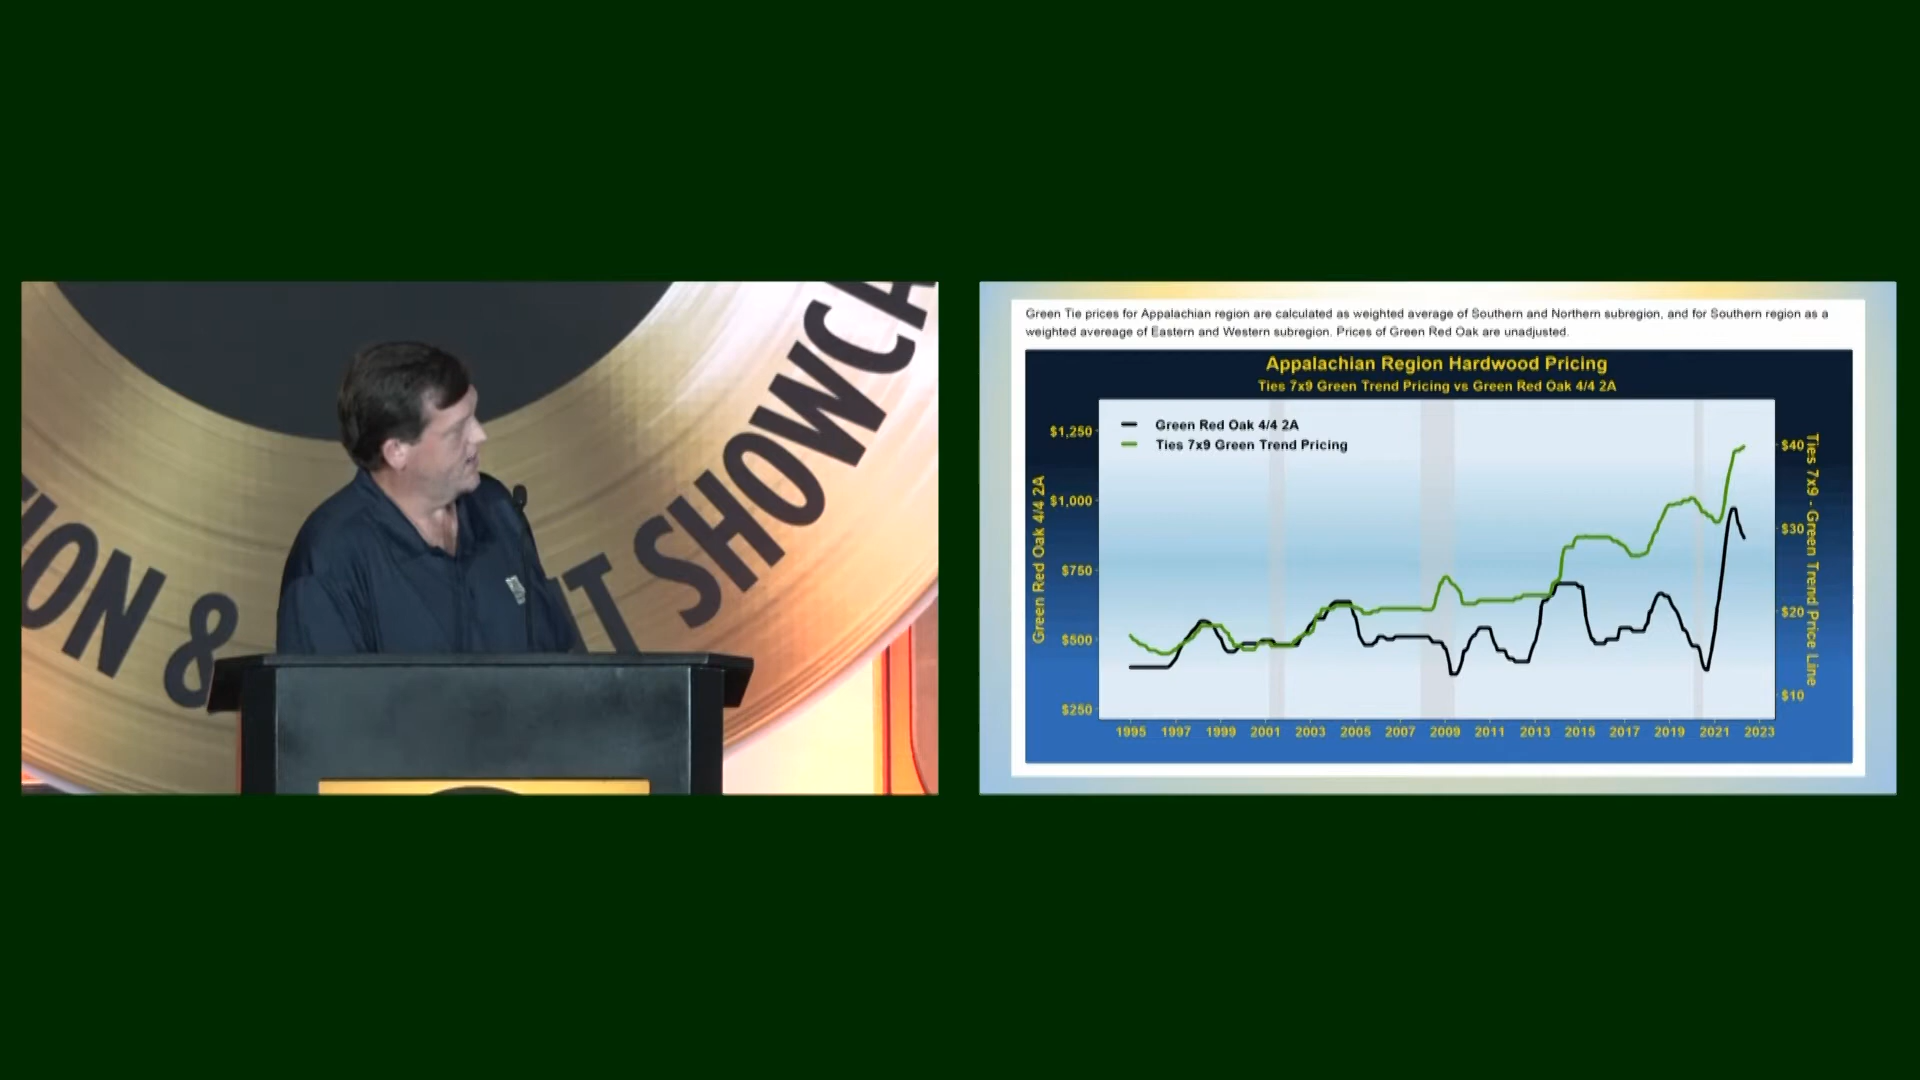 ION & 
T SHOWCA
Green Tie prices for Appalachian region are calculated as weighted average of Southern and Northern subregion, and for Southern region as a
weighted avereage of Eastern and Western subregion. Prices of Green Red Oak are unadjusted.
Appalachian Region Hardwood Pricing
Ties 7x9 Green Trend Pricing vs Green Red Oak 4/4 2A
Green Red Oak 4/4 2A
Ties 7x9 Green Trend Pricing
Green Red Oak 4/4 2A
$1,250
$1,000
$750
$500
$250
$40
$30
$20
$10
Ties 7x9 - Green Trend Price Line
1995 1997 1999 2001 2003 2005 2007 2009 2011 2013 2015 2017 2019 2021 2023